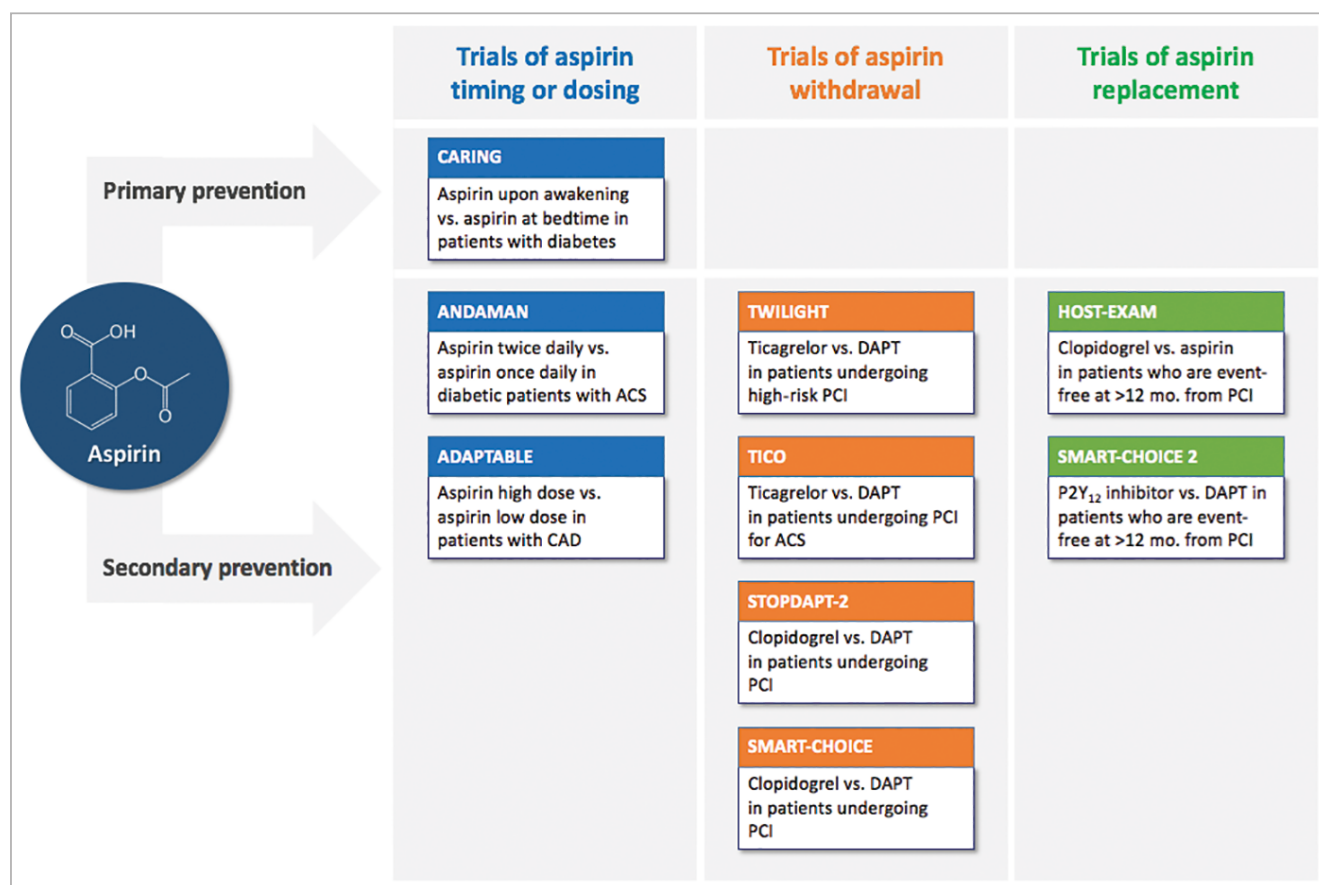 Trials of aspirin
timing or dosing
Trials of aspirin
withdrawal
Trials of aspirin
replacement
Primary prevention
CARING
Aspirin upon awakening
vs. aspirin at bedtime in
patients with diabetes
O
OH
O
O
Aspirin
Secondary prevention
ANDAMAN
Aspirin twice daily vs.
aspirin once daily in
diabetic patients with ACS
ADAPTABLE
Aspirin high dose vs.
aspirin low dose in
patients with CAD
TWILIGHT
Ticagrelor vs. DAPT
in patients undergoing
high-risk PCI
TICO
Ticagrelor vs. DAPT
in patients undergoing PCI
for ACS
STOPDAPT-2
Clopidogrel vs. DAPT
in patients undergoing
PCI
SMART-CHOICE
Clopidogrel vs. DAPT
in patients undergoing
PCI
HOST-EXAM
Clopidogrel vs. aspirin
in patients who are event-
free at >12 mo. from PCI
SMART-CHOICE 2
P2Y₁₂ inhibitor vs. DAPT in
patients who are event-
free at >12 mo. from PCI